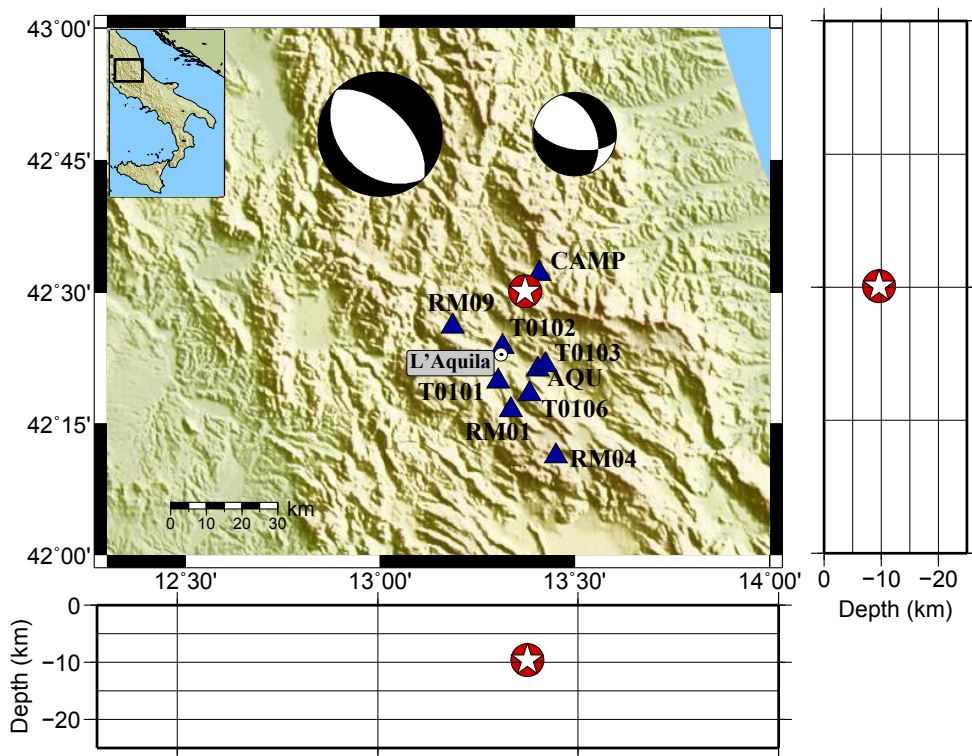 43˚00'
42˚45'
CAMP
42˚30'
RM09
T0102
L'Aquila
T0103
AQU
T0101
T0106
42˚15'
RM01
RM04
km
0 10 20 30
42˚00'
12˚30'
13˚00'
13˚30'
14˚00'
0 −10 −20
Depth (km)
0
−10
−20
Depth (km)